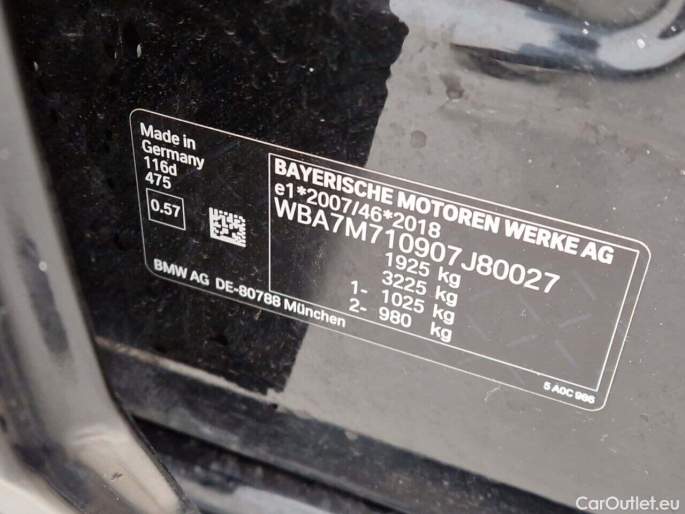 Made in
Germany
116d
475
0.57
BAYERISCHE MOTOREN WERKE AG
e1*2007/46*2018
WBA7M710907J80027
1925 kg
3225 kg
1- 1025 kg
2- 980 kg
BMW AG DE-80788 München
5 A0C 986
CarOutlet.eu